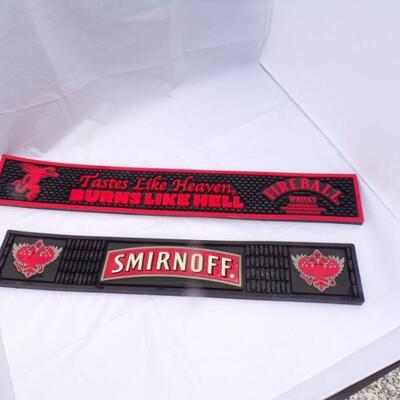 Tastes Like Heaven,
BURNS LIKE HELL
FIREBALL
WHISKY
SMIRNOFF.